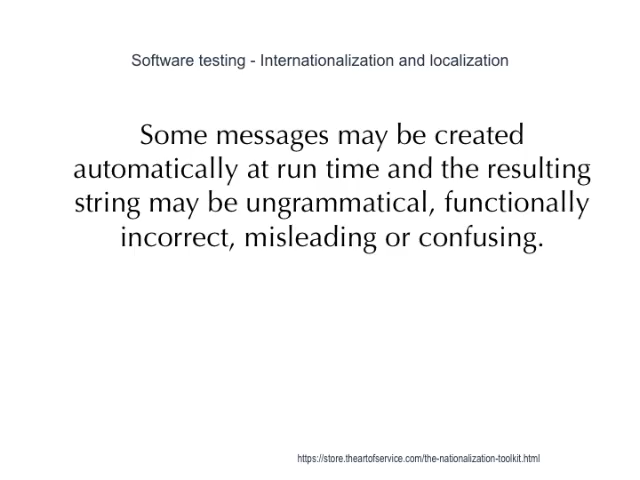 Software testing - Internationalization and localization
Some messages may be created
automatically at run time and the resulting
string may be ungrammatical, functionally
incorrect, misleading or confusing.
https://store.theartofservice.com/the-nationalization-toolkit.html